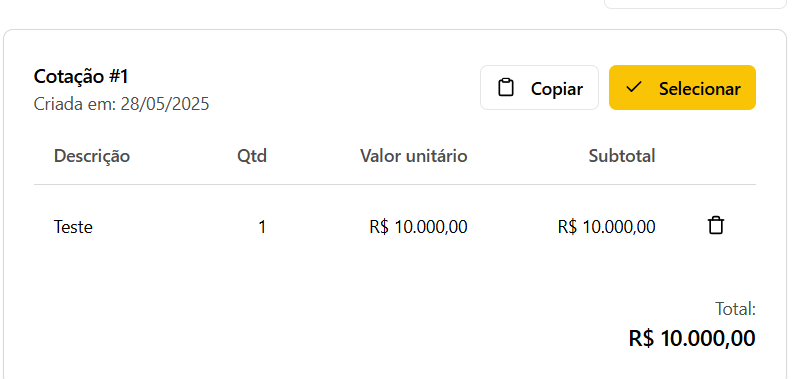 Cotação #1
Criada em: 28/05/2025
Copiar
Selecionar
Descrição Qtd Valor unitário Subtotal
Teste 1 R$ 10.000,00 R$ 10.000,00
Total:
R$ 10.000,00